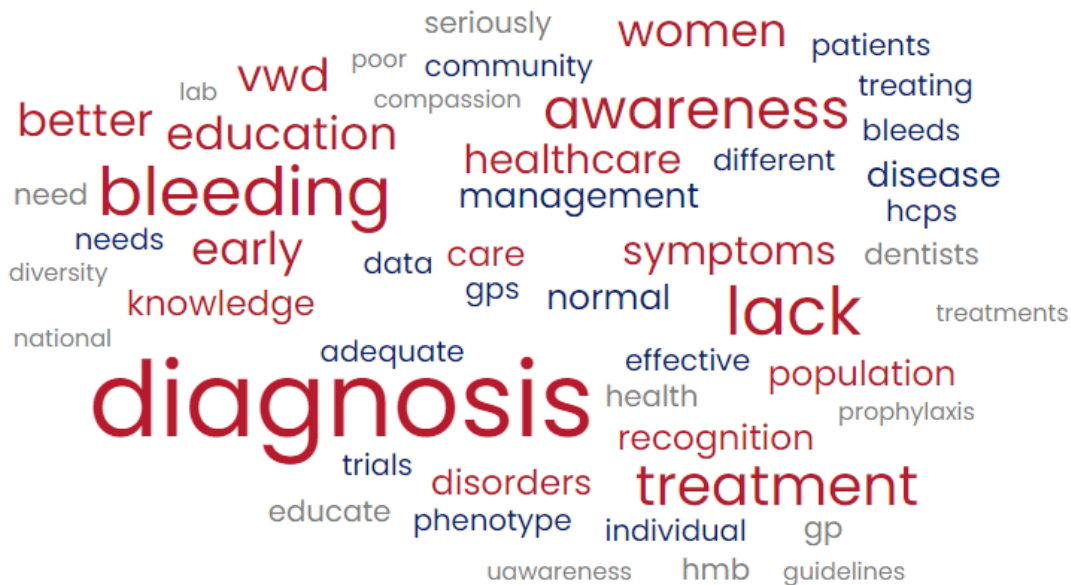 seriously
women
patients
poor
community
vwd
treating
lab
compassion
awareness
better
education
bleeds
healthcare
different
disease
need
bleeding
management
hcps
needs
early
data
care
symptoms
dentists
diversity
gps
normal
knowledge
lack
treatments
national
adequate
effective
population
diagnosis
health
prophylaxis
recognition
trials
disorders
treatment
educate
phenotype
individual
gp
uawareness
hmb
guidelines